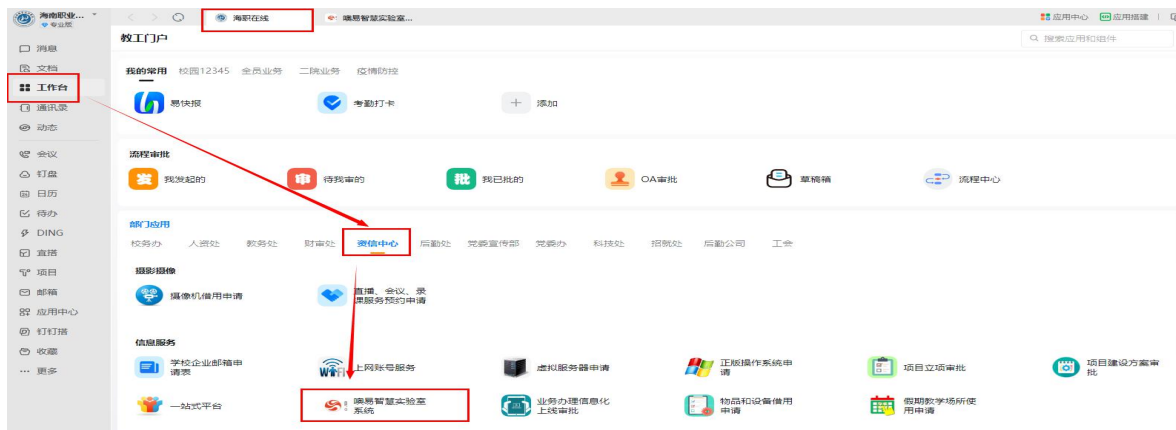 海南职业...
专业版
海职在线
噢易智慧实验室...
应用中心
应用搭建
消息
文档
工作台
通讯录
动态
会议
钉盘
日历
待办
DING
直播
项目
邮箱
应用中心
钉钉搭
收藏
更多
教工门户
搜索应用和组件
我的常用 校园12345 全员业务 二院业务 疫情防控
易快报
考勤打卡
添加
流程审批
发 我发起的
审 待我审的
批 我已批的
OA审批
草稿箱
流程中心
部门应用
校务办 人资处 教务处 财审处 资信中心 后勤处 党委宣传部 党委办 科技处 招就处 后勤公司 工会
摄影摄像
摄像机借用申请
直播、会议、录
课服务预约申请
信息服务
学校企业邮箱申
请表
WiFi
上网账号服务
虚拟服务器申请
正版操作系统申
请
项目立项审批
项目建设方案审
批
一站式平台
噢易智慧实验室
系统
业务办理信息化
上线审批
物品和设备借用
申请
假期教学场所使
用申请